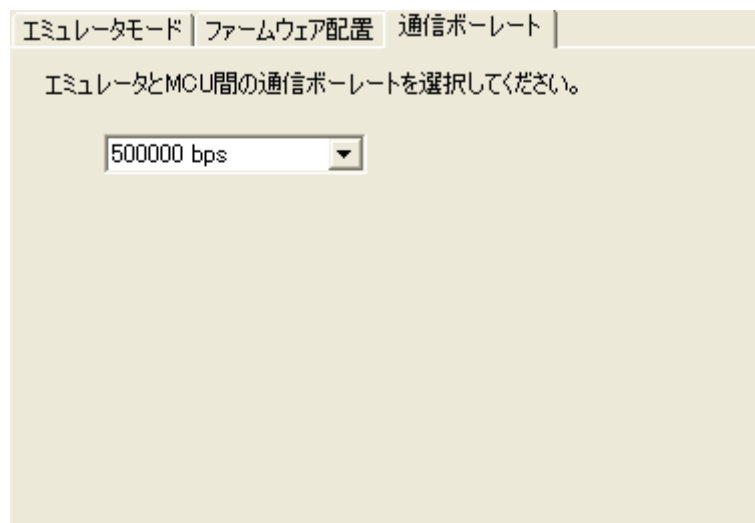 エミュレータモード ファームウェア配置 通信ボーレート
エミュレータとMCU間の通信ボーレートを選択してください。
500000 bps